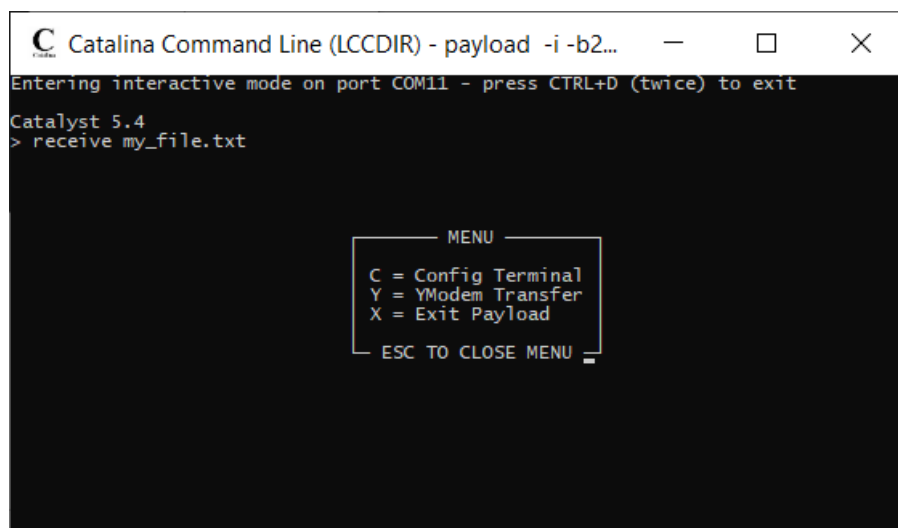 C Catalina Command Line (LCCDIR) - payload -i -b2...
Entering interactive mode on port COM11 - press CTRL+D (twice) to exit
Catalyst 5.4
> receive my_file.txt
MENU
C = Config Terminal
Y = YModem Transfer
X = Exit Payload
ESC TO CLOSE MENU